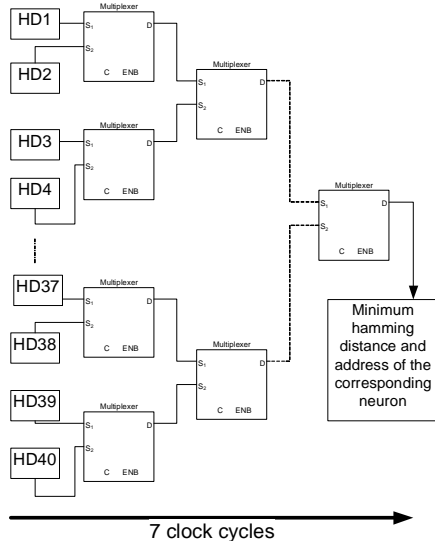 Multiplexer
HD1
S₁
D
S₂
HD2
C ENB
Multiplexer
S₁
D
S₂
C ENB
Multiplexer
HD3
S₁
D
S₂
HD4
C ENB
Multiplexer
S₁
D
S₂
C ENB
Multiplexer
HD37
S₁
D
S₂
HD38
C ENB
Multiplexer
S₁
D
S₂
C ENB
Multiplexer
HD39
S₁
D
S₂
HD40
C ENB
Minimum
hamming
distance and
address of the
corresponding
neuron
7 clock cycles